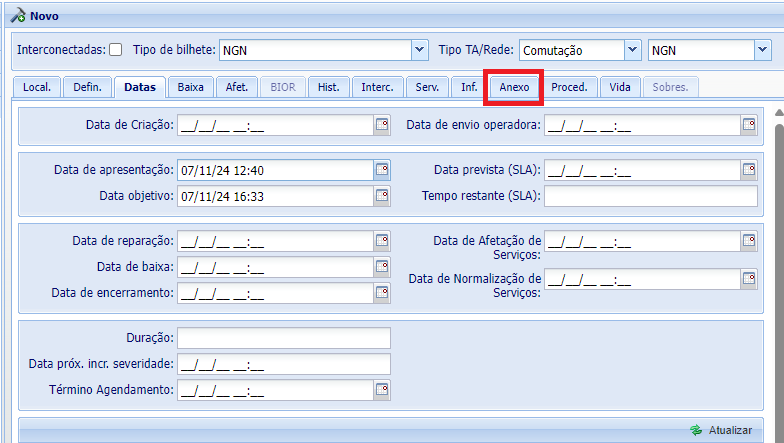 Novo
Interconectadas: Tipo de bilhete: NGN Tipo TA/Rede: Comutação NGN
Local. Defin. Datas Baixa Afet. BIOR Hist. Interc. Serv. Inf. Anexo Proced. Vida Sobres.
Data de Criação: __/__/__ __:__ Data de envio operadora: __/__/__ __:__
Data de apresentação: 07/11/24 12:40 Data prevista (SLA): __/__/__ __:__
Data objetivo: 07/11/24 16:33 Tempo restante (SLA):
Data de reparação: __/__/__ __:__ Data de Afetação de
Serviços: __/__/__ __:__
Data de baixa: __/__/__ __:__
Data de Normalização de
Serviços: __/__/__ __:__
Data de encerramento: __/__/__ __:__
Duração:
Data próx. incr. severidade: __/__/__ __:__
Término Agendamento: __/__/__ __:__
Atualizar